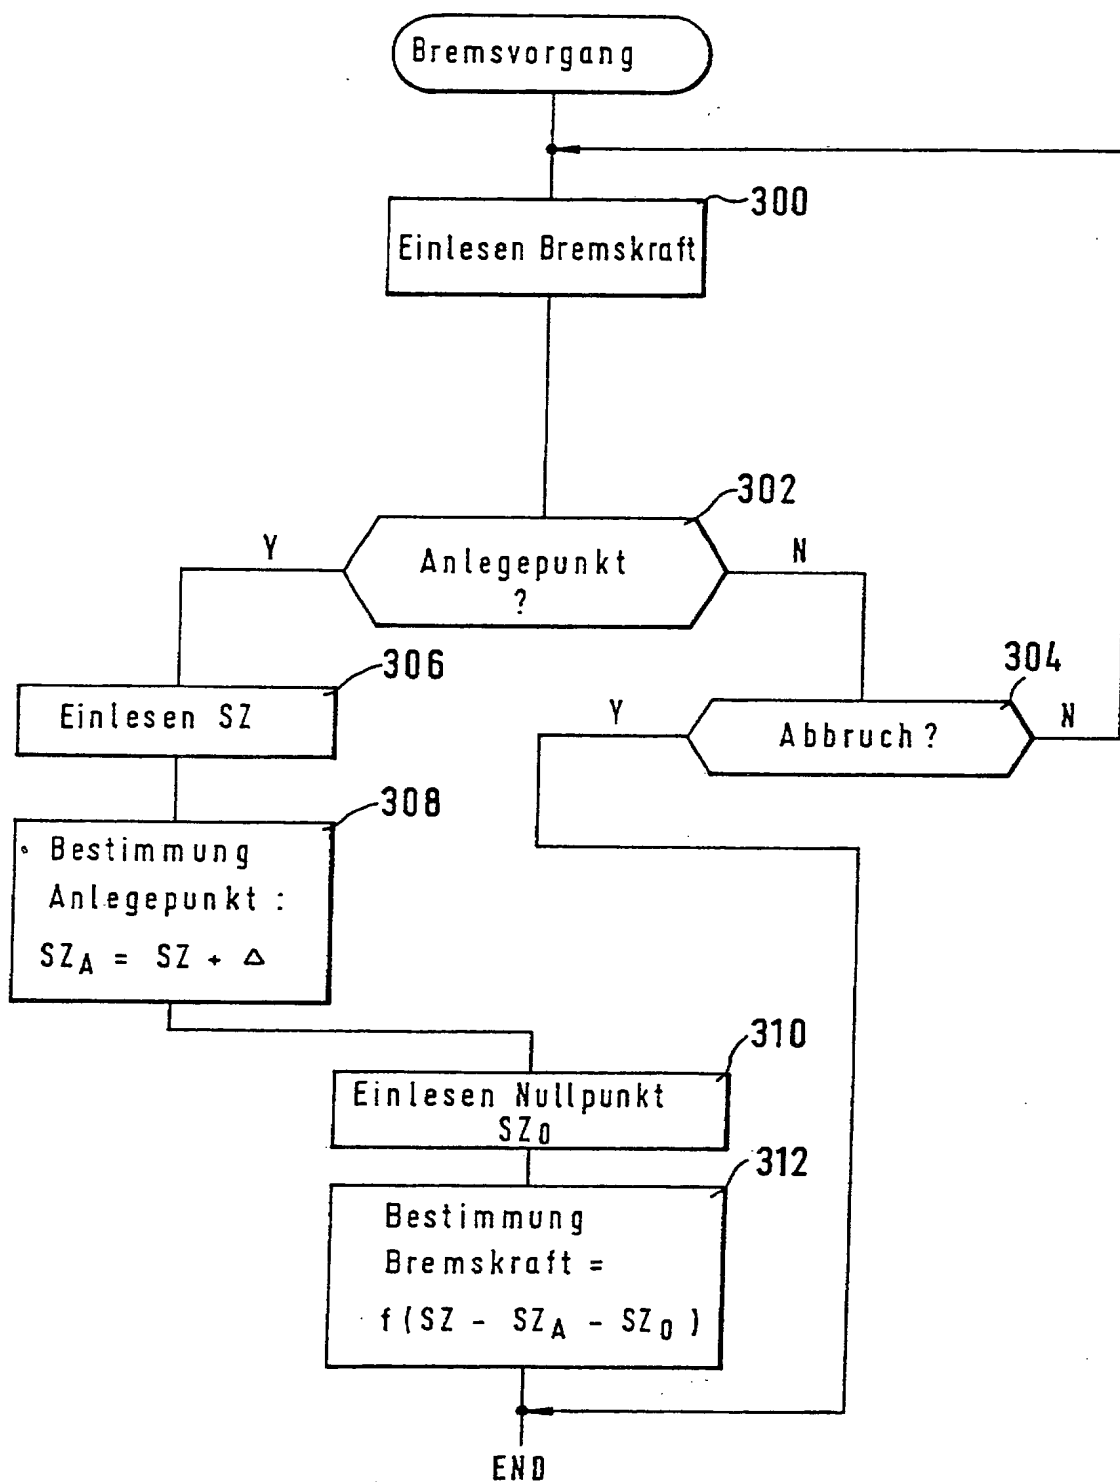 Bremsvorgang
300
Einlesen Bremskraft
302
Y
Anlegepunkt
?
N
306
Einlesen SZ
304
Y
Abbruch?
N
308
Bestimmung
Anlegepunkt :
SZA = SZ + Δ
310
Einlesen Nullpunkt
SZ0
312
Bestimmung
Bremskraft =
f(SZ - SZA - SZ0)
END